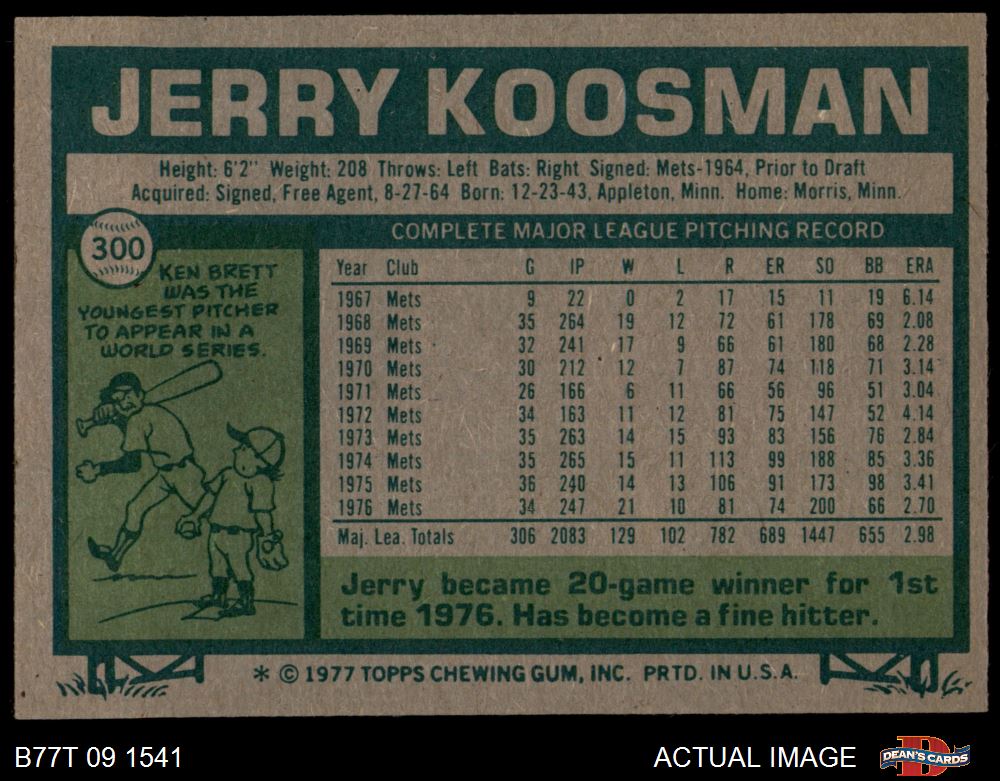 JERRY KOOSMAN
Height: 6'2" Weight: 208 Throws: Left Bats: Right Signed: Mets-1964, Prior to Draft
Acquired: Signed, Free Agent, 8-27-64 Born: 12-23-43, Appleton, Minn. Home: Morris, Minn.
300
KEN BRETT
WAS THE
YOUNGEST PITCHER
TO APPEAR IN A
WORLD SERIES.
COMPLETE MAJOR LEAGUE PITCHING RECORD
Year Club G IP W L R ER SO BB ERA
1967 Mets 9 22 0 2 17 15 11 19 6.14
1968 Mets 35 264 19 12 72 61 178 69 2.08
1969 Mets 32 241 17 9 66 61 180 68 2.28
1970 Mets 30 212 12 7 87 74 118 71 3.14
1971 Mets 26 166 6 11 66 56 96 51 3.04
1972 Mets 34 163 11 12 81 75 147 52 4.14
1973 Mets 35 263 14 15 93 83 156 76 2.84
1974 Mets 35 265 15 11 113 99 188 85 3.36
1975 Mets 36 240 14 13 106 91 173 98 3.41
1976 Mets 34 247 21 10 81 74 200 66 2.70
Maj. Lea. Totals 306 2083 129 102 782 689 1447 655 2.98
Jerry became 20-game winner for 1st
time 1976. Has become a fine hitter.
* © 1977 TOPPS CHEWING GUM, INC. PRTD. IN U.S.A.
B77T 09 1541
ACTUAL IMAGE
DEAN'S CARDS